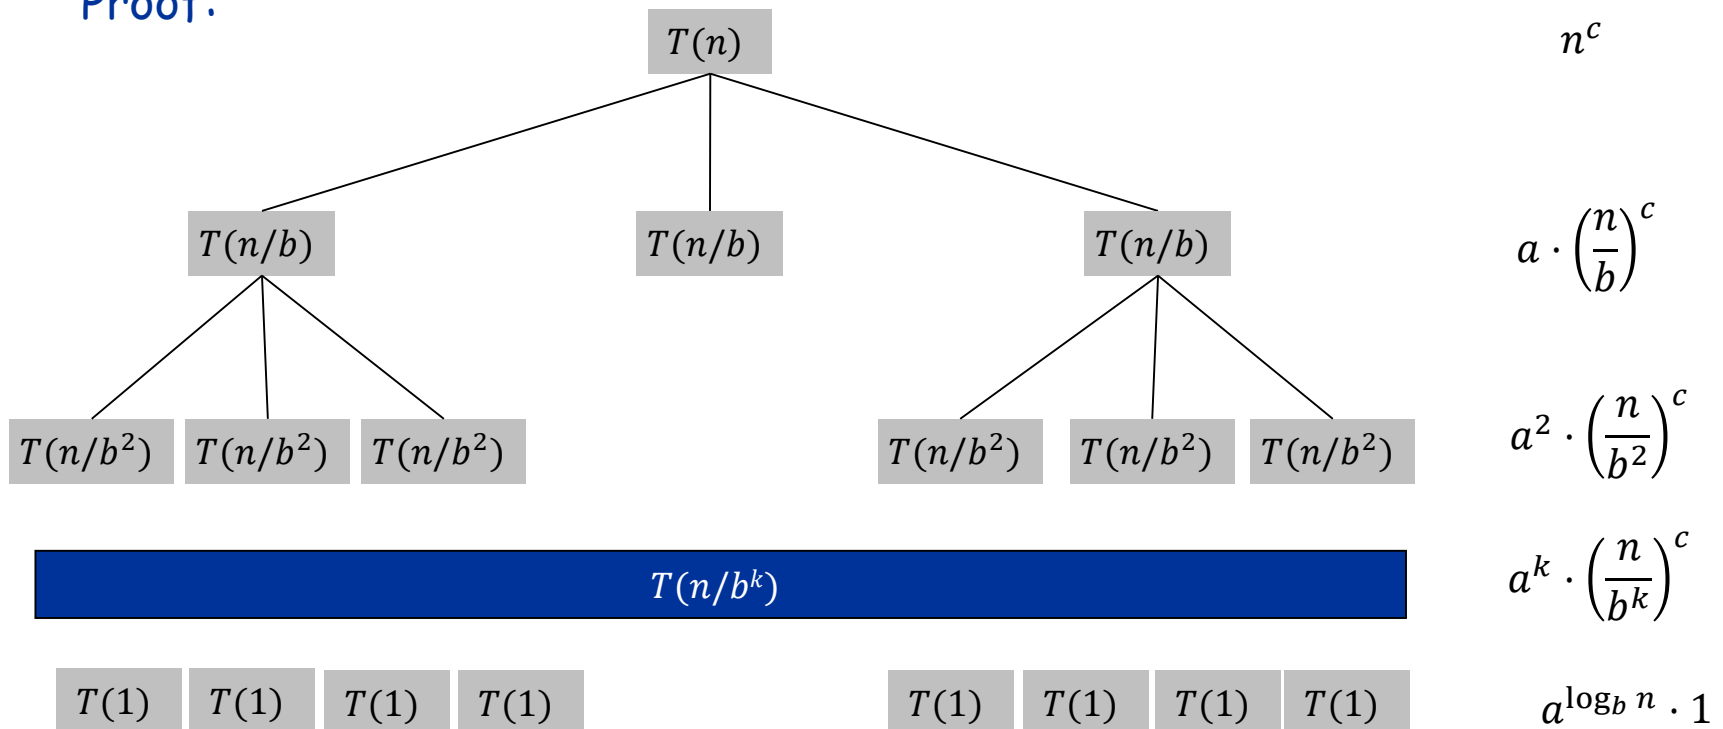 Proof:
T(n) n^c
T(n/b) T(n/b) T(n/b) a · (n/b)^c
T(n/b²) T(n/b²) T(n/b²) T(n/b²) T(n/b²) T(n/b²) a² · (n/b²)^c
T(n/b^k) a^k · (n/b^k)^c
T(1) T(1) T(1) T(1) T(1) T(1) T(1) T(1) a^{log_b n} · 1